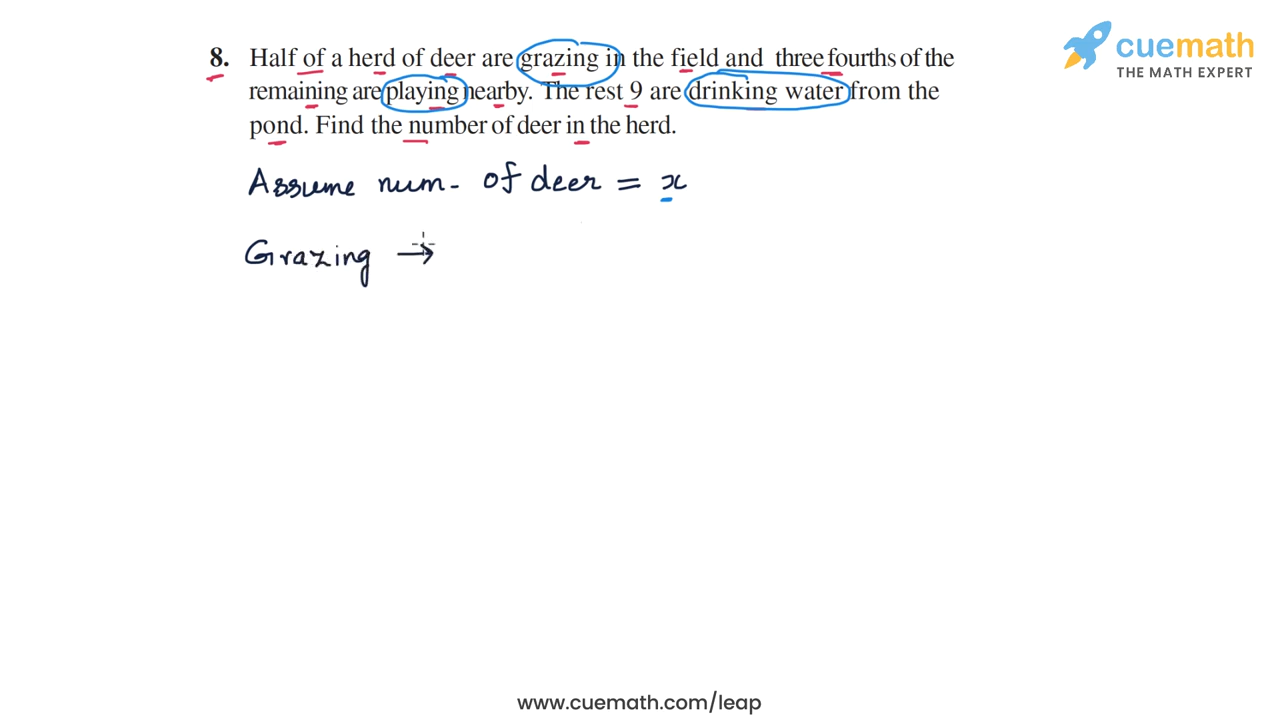 cuemath
THE MATH EXPERT
8. Half of a herd of deer are grazing in the field and three fourths of the
remaining are playing nearby. The rest 9 are drinking water from the
pond. Find the number of deer in the herd.
Assume num. of deer = x
Grazing →
www.cuemath.com/leap